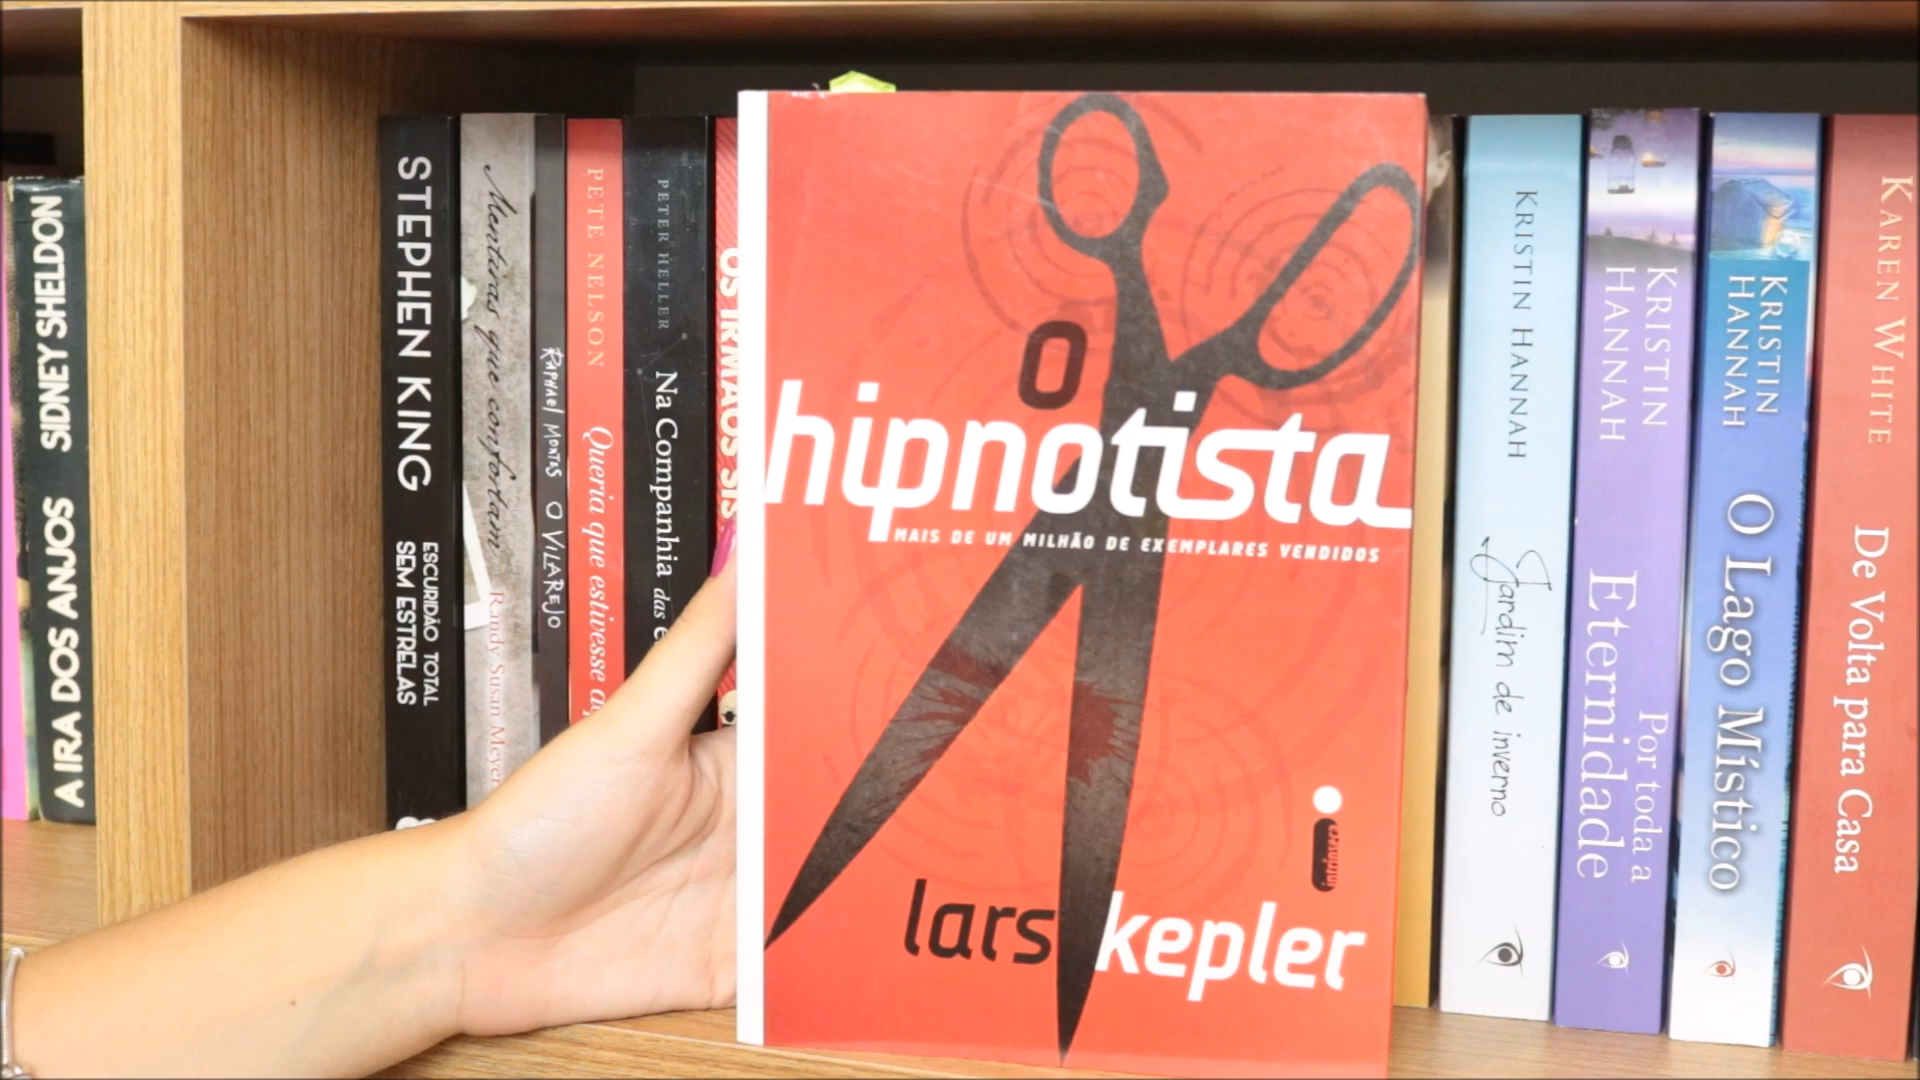 SIDNEY SHELDON
A IRA DOS ANJOS
STEPHEN KING
ESCURIDÃO TOTAL
SEM ESTRELAS
Mentiras que confortam
Randy Susan Meyer
RAPHAEL MONTES O VILAREJO
PETE NELSON
Queria que estivesse aq
PETER HELLER
Na Companhia das e
OS IRMÃOS SIS
O
hipnotista
MAIS DE UM MILHÃO DE EXEMPLARES VENDIDOS
intrínseca
lars kepler
KRISTIN HANNAH
Jardim de inverno
KRISTIN
HANNAH
Por toda a
Eternidade
KRISTIN
HANNAH
O Lago Místico
KAREN WHITE
De Volta para Casa